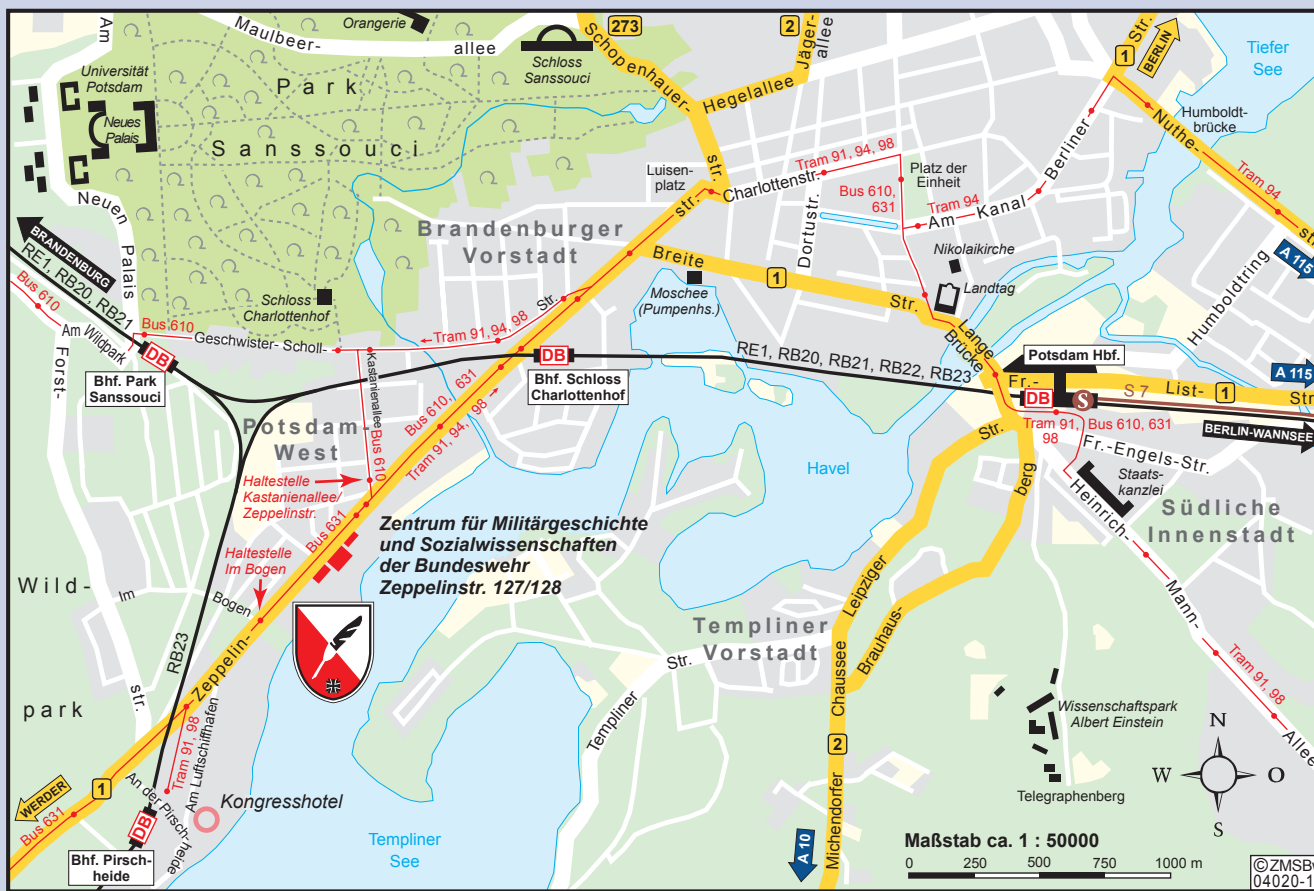 Am
Maulbeer-
allee
Orangerie
Schloss
Sanssouci
273
Schopenhauer-
str.
2
Jäger-
allee
Hegelallee
1
Str.
BERLIN
Tiefer
See
Universität
Potsdam
Neues
Palais
Park
Sanssouci
Humboldt-
brücke
Nuthe-
str.
Tram 94
A 115
Luisen-
platz
Charlottenstr.
Tram 91, 94, 98
Bus 610,
631
Platz der
Einheit
Tram 94
Am Kanal
Berliner
Dortustr.
Neuen Palais
BRANDENBURG
RE1, RB20, RB21
Bus 610
Am Wildpark
Brandenburger
Vorstadt
str.
Breite
1
Str.
Moschee
(Pumpenhs.)
Nikolaikirche
Landtag
Humboldtring
Schloss
Charlottenhof
Bus 610
Geschwister- Scholl-
Str.
Tram 91, 94, 98
Lange
Brücke
Potsdam Hbf.
A 115
DB
Bhf. Park
Sanssouci
DB
Bhf. Schloss
Charlottenhof
RE1, RB20, RB21, RB22, RB23
Fr.-
List-
1
Str.
DB
S
S 7
BERLIN-WANNSEE
Forst-
str.
Kastanienallee
Bus 610
Bus 610, 631
Tram 91, 94, 98
Potsdam-
West
Tram 91,
98
Bus 610, 631
Fr.-Engels-Str.
Staats-
kanzlei
Havel
Str.
berg
Haltestelle
Kastanienallee/
Zeppelinstr.
Bus 631
Zentrum für Militärgeschichte
und Sozialwissenschaften
der Bundeswehr
Zeppelinstr. 127/128
Haltestelle
Im Bogen
Südliche
Innenstadt
Heinrich-
Mann-
Allee
Wild-
park
Im
Bogen
RB23
Zeppelin-
Leipziger
Brauhaus-
Templiner
Vorstadt
Templiner
Str.
Chaussee
2
Michendorfer
A 10
Tram 91, 98
Wissenschaftspark
Albert Einstein
Telegraphenberg
N
W
O
S
Tram 91, 98
Am Luftschiffhafen
An der Pirsch-
heide
1
WERDER
Bus 631
DB
Bhf. Pirsch-
heide
Kongresshotel
Templiner
See
Maßstab ca. 1 : 50000
0 250 500 750 1000 m